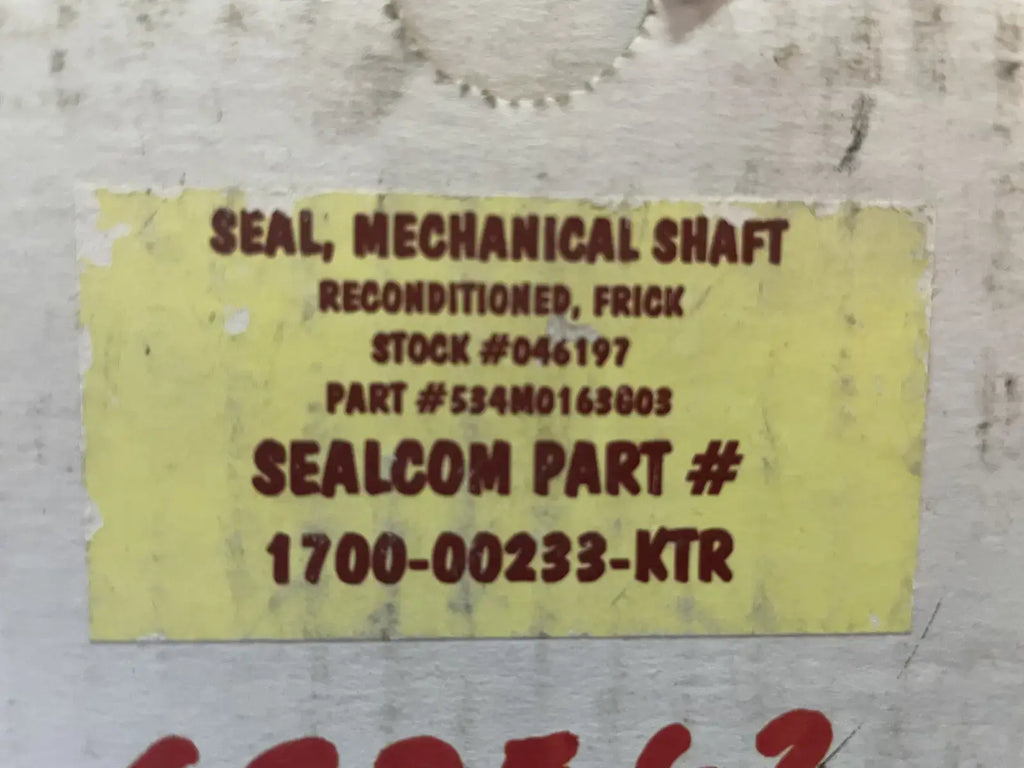 SEAL, MECHANICAL SHAFT
RECONDITIONED, FRICK
STOCK #046197
PART #534M0163G03
SEALCOM PART #
1700-00233-KTR